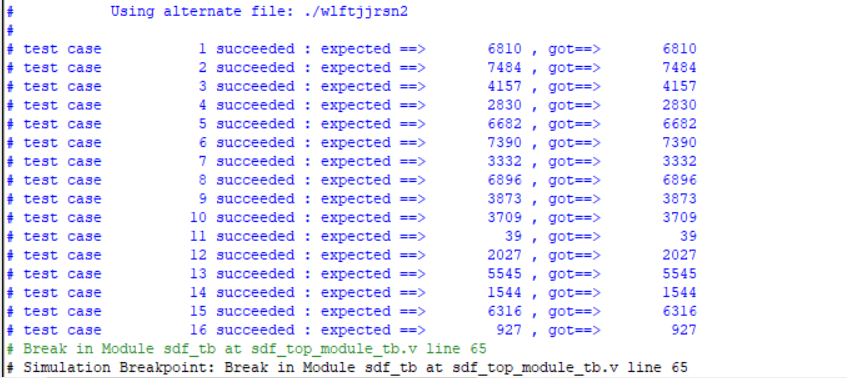 #          Using alternate file: ./wlftjjrsn2
#
# test case           1 succeeded : expected ==>        6810 , got==>        6810
# test case           2 succeeded : expected ==>        7484 , got==>        7484
# test case           3 succeeded : expected ==>        4157 , got==>        4157
# test case           4 succeeded : expected ==>        2830 , got==>        2830
# test case           5 succeeded : expected ==>        6682 , got==>        6682
# test case           6 succeeded : expected ==>        7390 , got==>        7390
# test case           7 succeeded : expected ==>        3332 , got==>        3332
# test case           8 succeeded : expected ==>        6896 , got==>        6896
# test case           9 succeeded : expected ==>        3873 , got==>        3873
# test case          10 succeeded : expected ==>        3709 , got==>        3709
# test case          11 succeeded : expected ==>          39 , got==>          39
# test case          12 succeeded : expected ==>        2027 , got==>        2027
# test case          13 succeeded : expected ==>        5545 , got==>        5545
# test case          14 succeeded : expected ==>        1544 , got==>        1544
# test case          15 succeeded : expected ==>        6316 , got==>        6316
# test case          16 succeeded : expected ==>         927 , got==>         927
# Break in Module sdf_tb at sdf_top_module_tb.v line 65
# Simulation Breakpoint: Break in Module sdf_tb at sdf_top_module_tb.v line 65